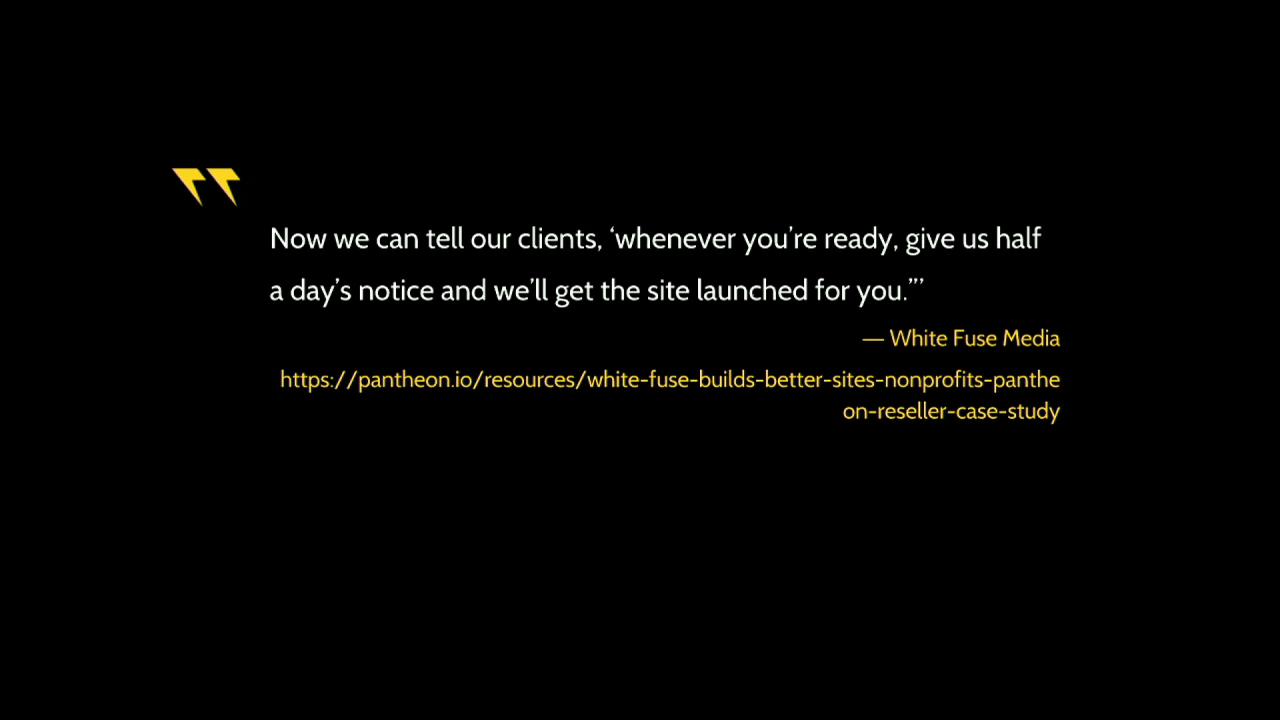 Now we can tell our clients, ‘whenever you’re ready, give us half
a day’s notice and we’ll get the site launched for you.”’
— White Fuse Media
https://pantheon.io/resources/white-fuse-builds-better-sites-nonprofits-panthe
on-reseller-case-study